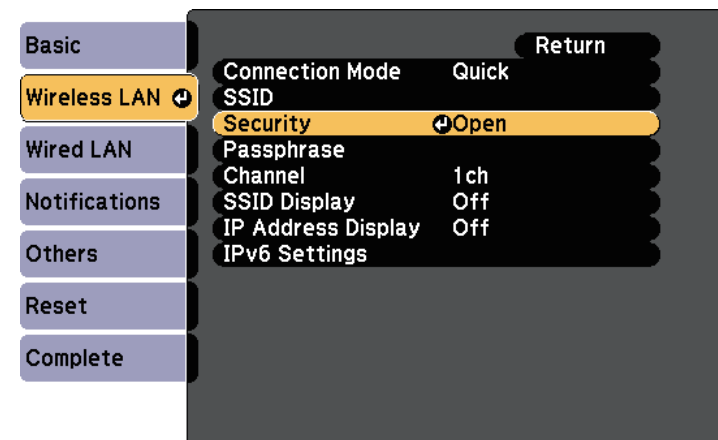 Basic
Wireless LAN
Wired LAN
Notifications
Others
Reset
Complete
Return
Connection Mode Quick
SSID
Security Open
Passphrase
Channel 1ch
SSID Display Off
IP Address Display Off
IPv6 Settings